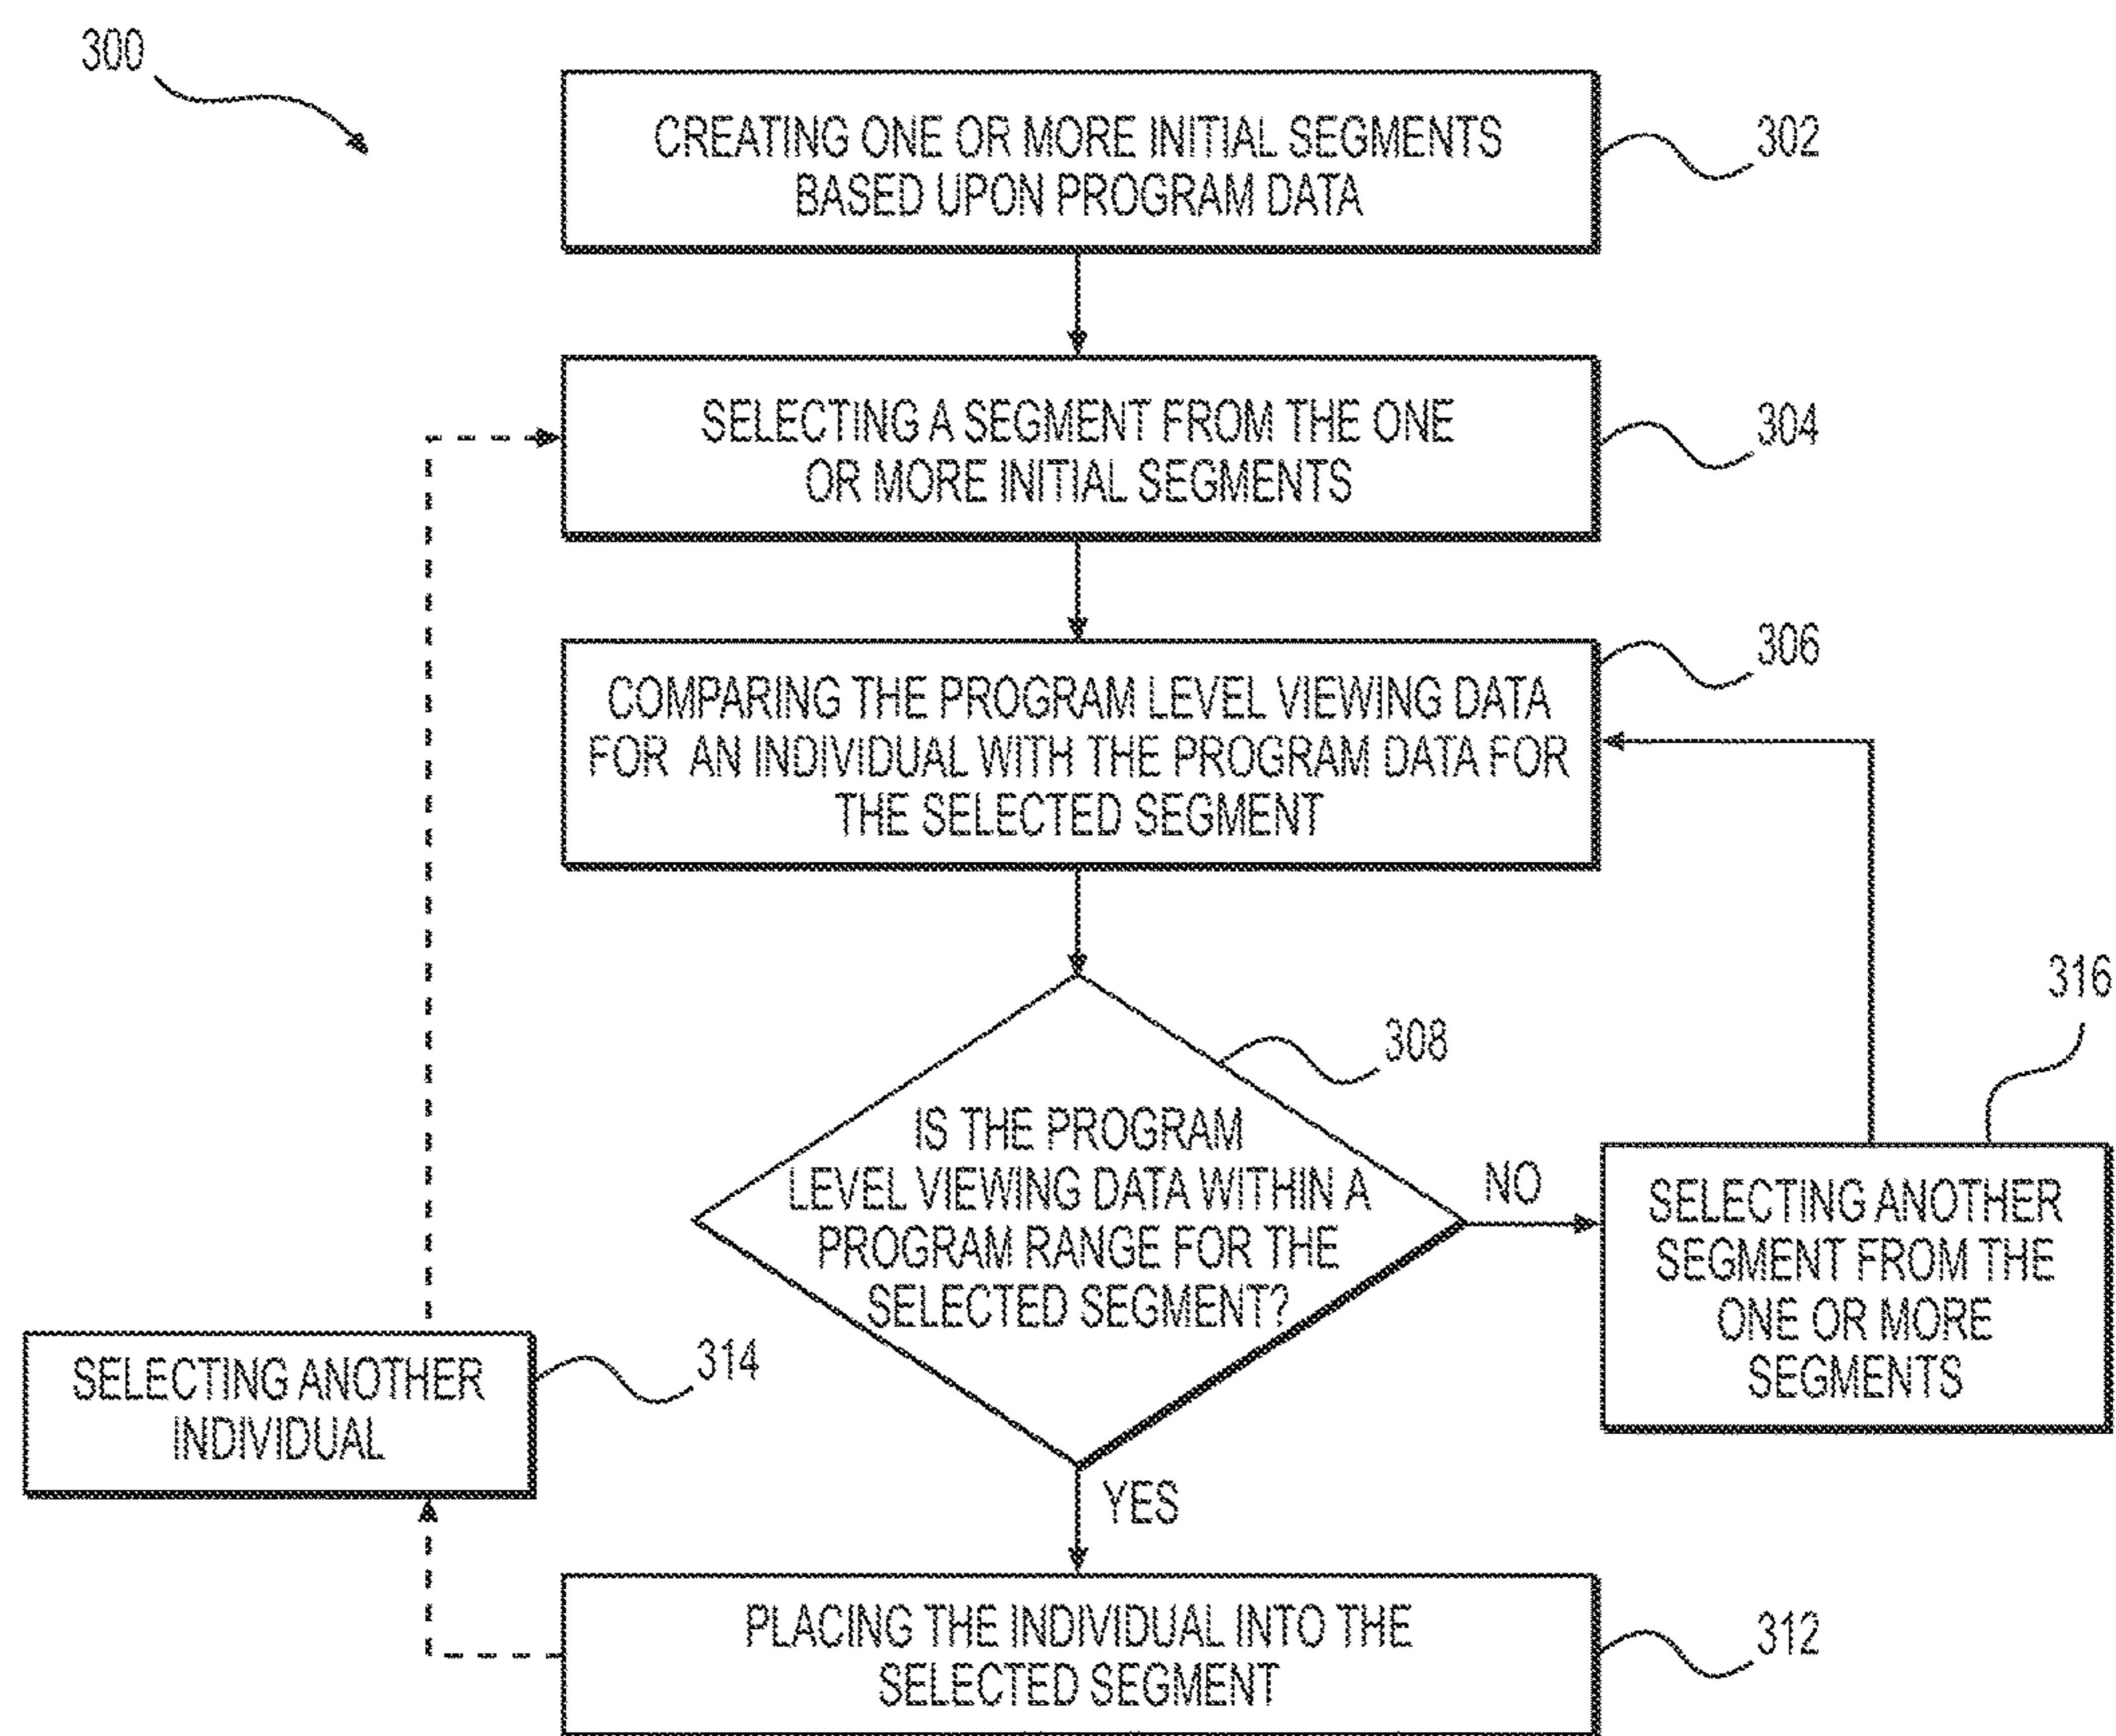 300
CREATING ONE OR MORE INITIAL SEGMENTS
BASED UPON PROGRAM DATA
302
SELECTING A SEGMENT FROM THE ONE
OR MORE INITIAL SEGMENTS
304
COMPARING THE PROGRAM LEVEL VIEWING DATA
FOR AN INDIVIDUAL WITH THE PROGRAM DATA FOR
THE SELECTED SEGMENT
306
IS THE PROGRAM
LEVEL VIEWING DATA WITHIN A
PROGRAM RANGE FOR THE
SELECTED SEGMENT?
308
NO
SELECTING ANOTHER
SEGMENT FROM THE
ONE OR MORE
SEGMENTS
316
YES
SELECTING ANOTHER
INDIVIDUAL
314
PLACING THE INDIVIDUAL INTO THE
SELECTED SEGMENT
312